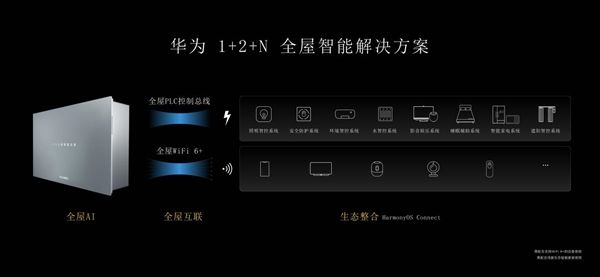 华为 1+2+N 全屋智能解决方案
全屋PLC控制总线
照明智控系统 安全防护系统 环境智控系统 水智控系统 影音娱乐系统 睡眠辅助系统 智能家电系统 遮阳智控系统
全屋WiFi 6+
全屋AI 全屋互联 生态整合 HarmonyOS Connect